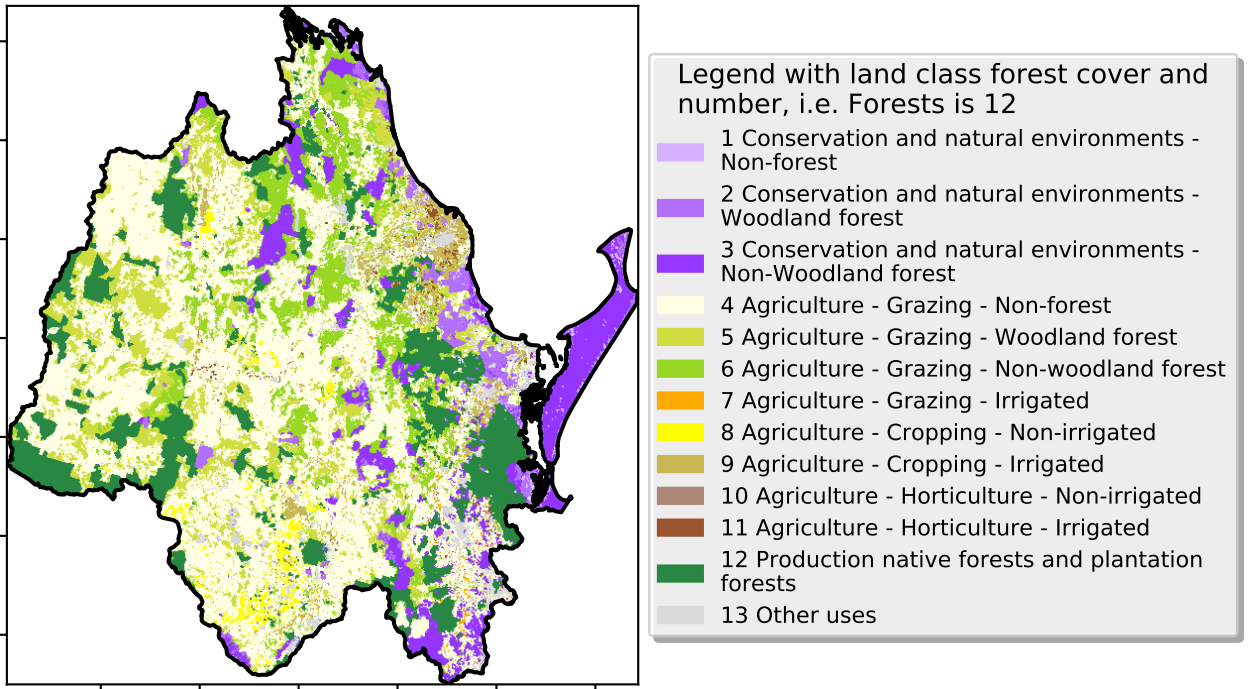 Legend with land class forest cover and
number, i.e. Forests is 12
1 Conservation and natural environments -
Non-forest
2 Conservation and natural environments -
Woodland forest
3 Conservation and natural environments -
Non-Woodland forest
4 Agriculture - Grazing - Non-forest
5 Agriculture - Grazing - Woodland forest
6 Agriculture - Grazing - Non-woodland forest
7 Agriculture - Grazing - Irrigated
8 Agriculture - Cropping - Non-irrigated
9 Agriculture - Cropping - Irrigated
10 Agriculture - Horticulture - Non-irrigated
11 Agriculture - Horticulture - Irrigated
12 Production native forests and plantation
forests
13 Other uses